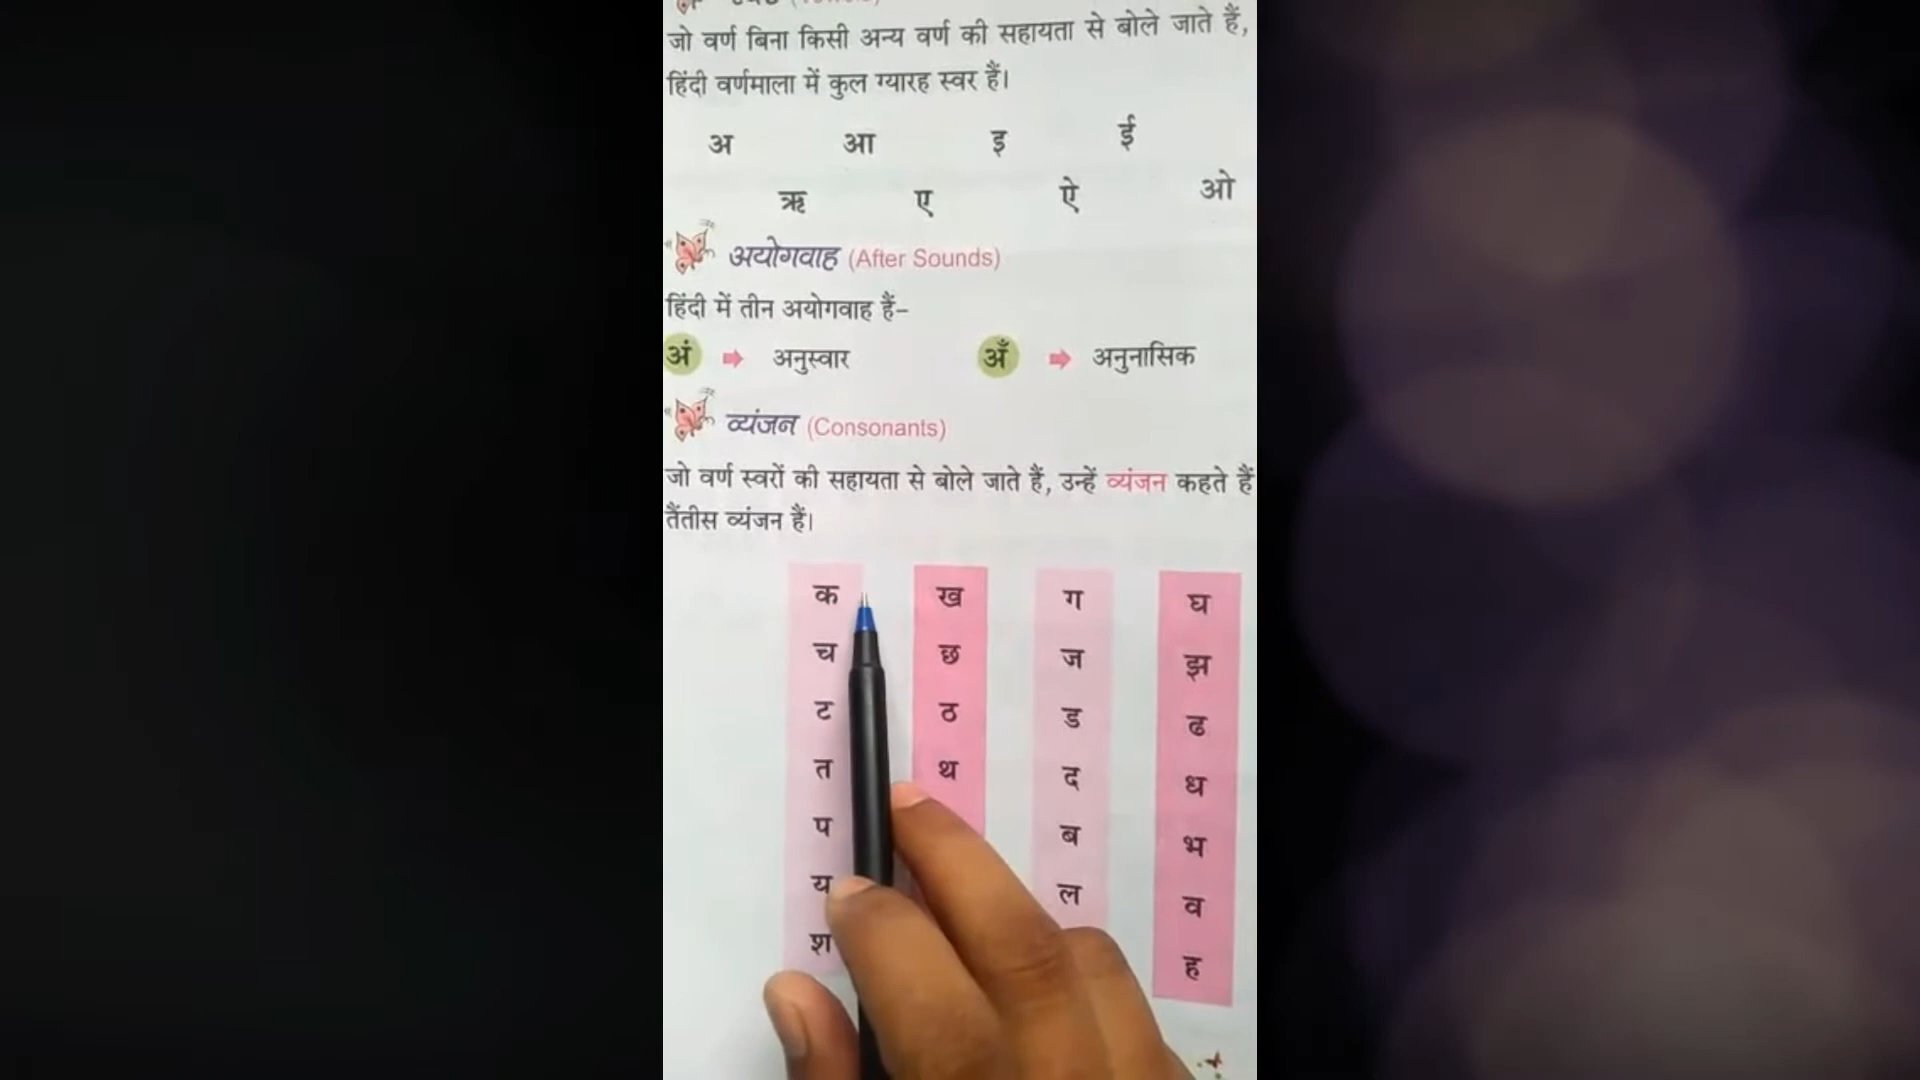 जो वर्ण बिना किसी अन्य वर्ण की सहायता से बोले जाते हैं,
हिंदी वर्णमाला में कुल ग्यारह स्वर हैं।
अ आ इ ई
ऋ ए ऐ ओ
अयोगवाह (After Sounds)
हिंदी में तीन अयोगवाह हैं-
अं ➡ अनुस्वार अँ ➡ अनुनासिक
व्यंजन (Consonants)
जो वर्ण स्वरों की सहायता से बोले जाते हैं, उन्हें व्यंजन कहते हैं
तैंतीस व्यंजन हैं।
क ख ग घ
च छ ज झ
ट ठ ड ढ
त थ द ध
प ब भ
य ल व
श ह